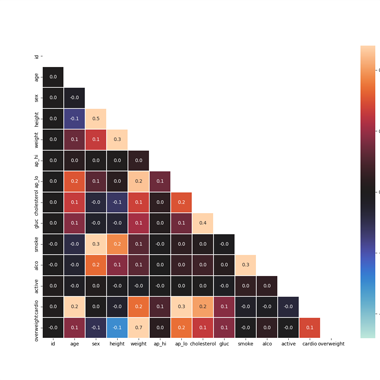 id
age 0.0
sex 0.0 -0.0
height 0.0 -0.1 0.5
weight 0.0 0.1 0.1 0.3
ap_hi 0.0 0.0 0.0 0.0 0.0
ap_lo 0.0 0.2 0.1 0.0 0.2 0.1
cholesterol 0.0 0.1 -0.0 -0.1 0.1 0.0 0.2
gluc 0.0 0.1 -0.0 -0.0 0.1 0.0 0.1 0.4
smoke -0.0 -0.0 0.3 0.2 0.1 -0.0 0.0 0.0 -0.0
alco 0.0 -0.0 0.2 0.1 0.1 0.0 0.0 0.0 0.0 0.3
active 0.0 -0.0 0.0 -0.0 -0.0 -0.0 0.0 0.0 -0.0 0.0 0.0
cardio -0.0 0.2 0.0 -0.0 0.2 0.1 0.3 0.2 0.1 -0.0 -0.0 -0.0
overweight -0.0 0.1 -0.1 -0.1 0.7 0.0 0.2 0.1 0.1 -0.0 0.0 -0.0 0.1
id age sex height weight ap_hi ap_lo cholesterol gluc smoke alco active cardio overweight